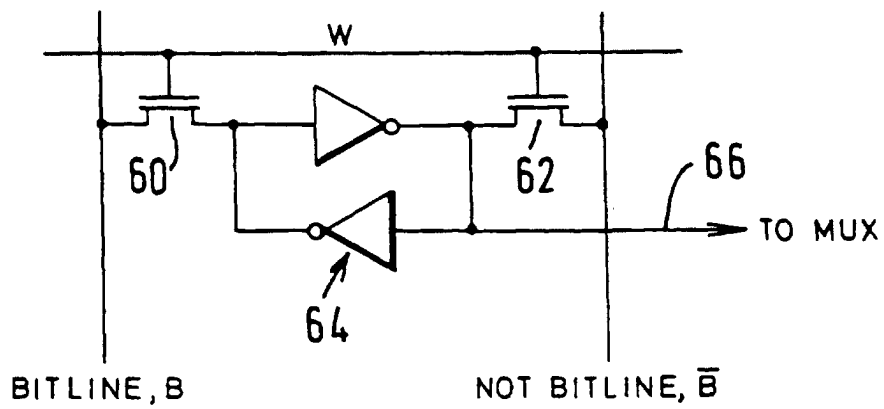 W
60
62
66
TO MUX
64
BITLINE, B
NOT BITLINE, B̅